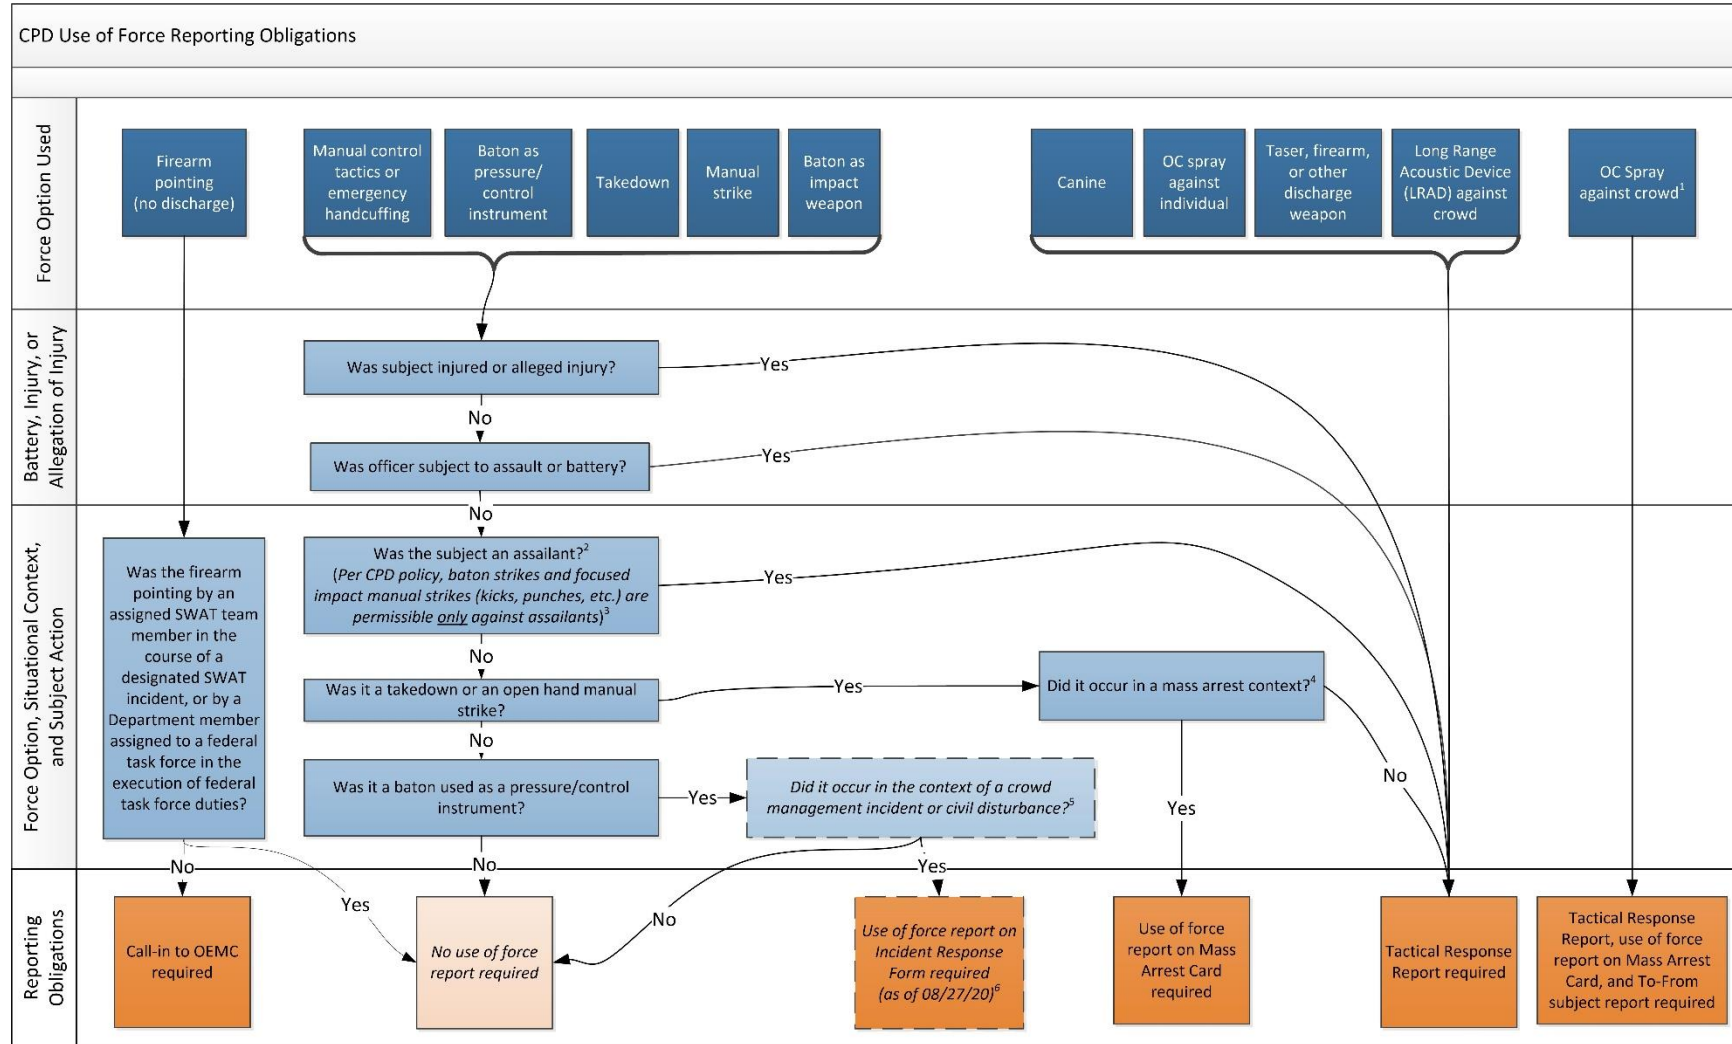 CPD Use of Force Reporting Obligations
Force Option Used
Firearm
pointing
(no discharge)
Manual control
tactics or
emergency
handcuffing
Baton as
pressure/
control
instrument
Takedown
Manual
strike
Baton as
impact
weapon
Canine
OC spray
against
individual
Taser, firearm,
or other
discharge
weapon
Long Range
Acoustic Device
(LRAD) against
crowd
OC Spray
against crowd1
Battery, Injury, or
Allegation of Injury
Was subject injured or alleged injury?
Yes
No
Was officer subject to assault or battery?
Yes
No
Force Option, Situational Context,
and Subject Action
Was the firearm
pointing by an
assigned SWAT team
member in the
course of a
designated SWAT
incident, or by a
Department member
assigned to a federal
task force in the
execution of federal
task force duties?
Was the subject an assailant?2
(Per CPD policy, baton strikes and focused
impact manual strikes (kicks, punches, etc.) are
permissible only against assailants)3
Yes
No
Was it a takedown or an open hand manual
strike?
Yes
Did it occur in a mass arrest context?4
No
Was it a baton used as a pressure/control
instrument?
Yes
Did it occur in the context of a crowd
management incident or civil disturbance?5
Yes
No
No
No
Yes
Yes
No
Reporting
Obligations
Call-in to OEMC
required
No use of force
report required
Use of force report on
Incident Response
Form required
(as of 08/27/20)6
Use of force
report on Mass
Arrest Card
required
Tactical Response
Report required
Tactical Response
Report, use of force
report on Mass Arrest
Card, and To-From
subject report required